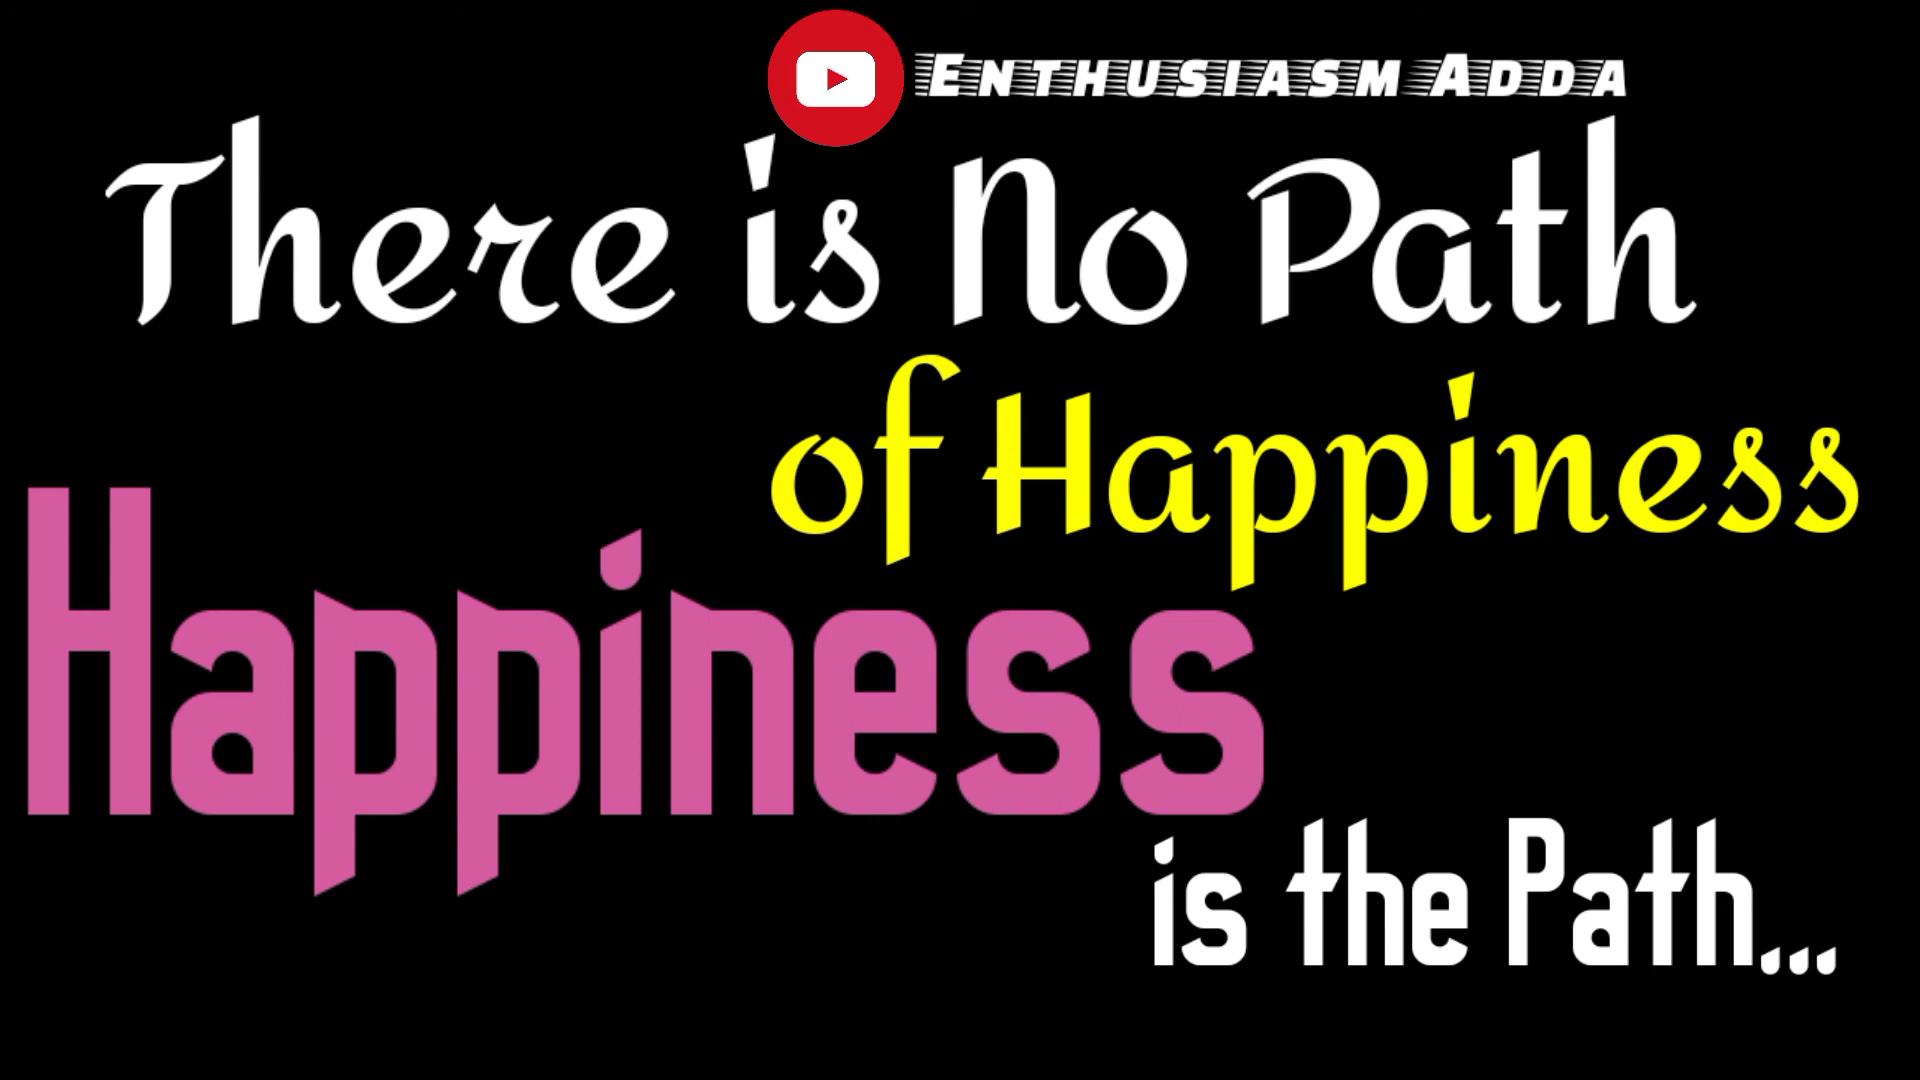 Enthusiasm Adda
There is No Path
of Happiness
Happiness
is the Path...